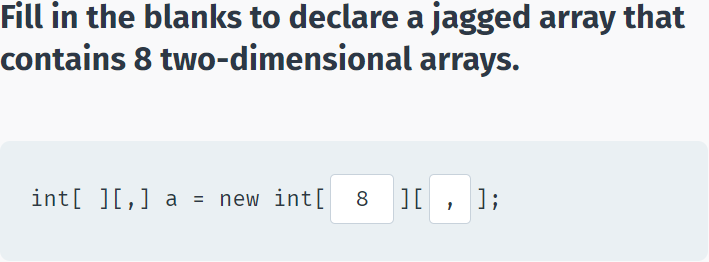 Fill in the blanks to declare a jagged array that
contains 8 two-dimensional arrays.
int[ ][,] a = new int[ 8 ][ , ];